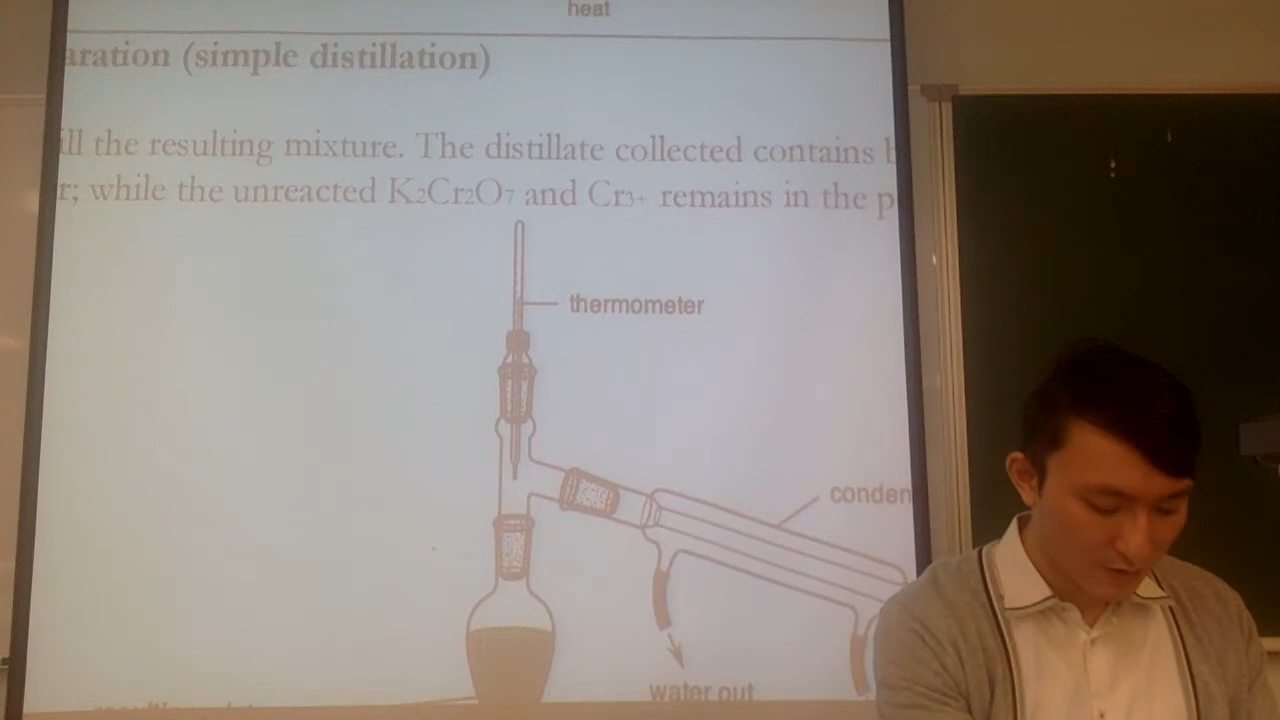 heat
aration (simple distillation)
ill the resulting mixture. The distillate collected contains b
r; while the unreacted K2Cr2O7 and Cr3+ remains in the p
thermometer
conden
water out